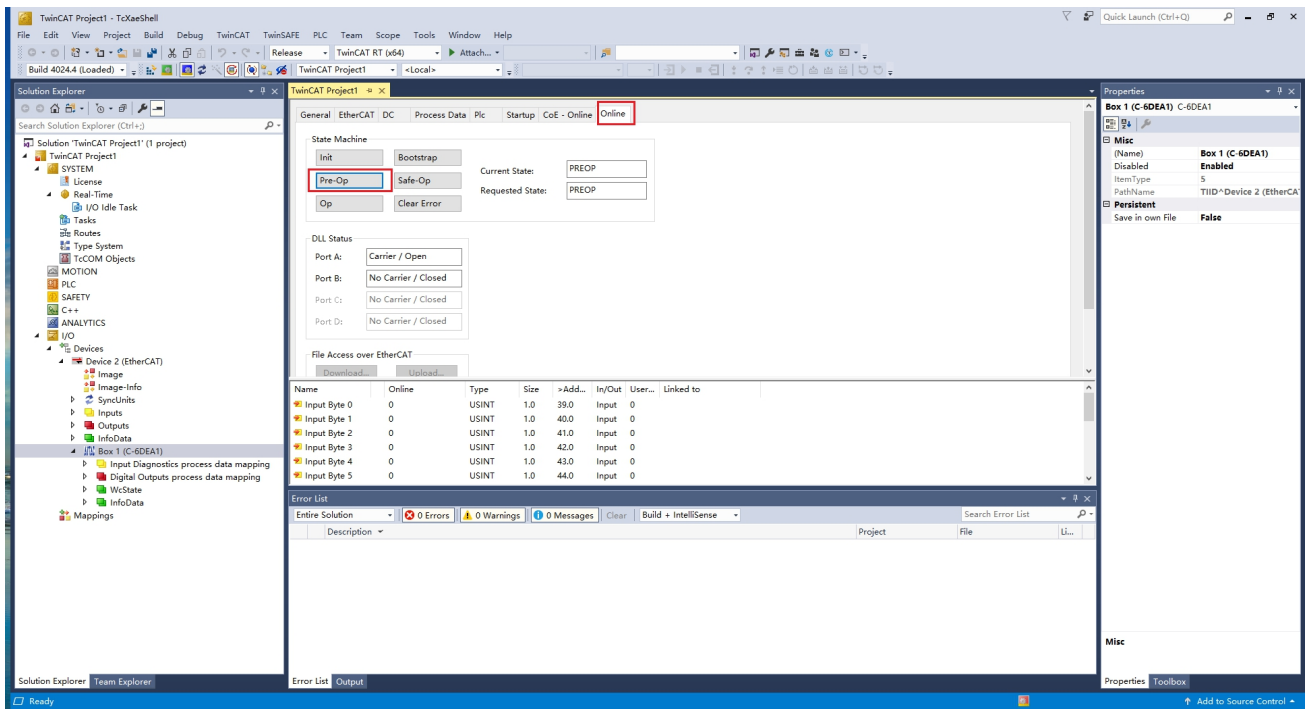 TwinCAT Project1 - TcXaeShell
Quick Launch (Ctrl+Q)
File Edit View Project Build Debug TwinCAT TwinSAFE PLC Team Scope Tools Window Help
Release TwinCAT RT (x64) Attach...
Build 4024.4 (Loaded) TwinCAT Project1 <Local>
Solution Explorer
Search Solution Explorer (Ctrl+;)
Solution 'TwinCAT Project1' (1 project)
TwinCAT Project1
SYSTEM
License
Real-Time
I/O Idle Task
Tasks
Routes
Type System
TcCOM Objects
MOTION
PLC
SAFETY
C++
ANALYTICS
I/O
Devices
Device 2 (EtherCAT)
Image
Image-Info
SyncUnits
Inputs
Outputs
InfoData
Box 1 (C-6DEA1)
Input Diagnostics process data mapping
Digital Outputs process data mapping
WcState
InfoData
Mappings
Solution Explorer Team Explorer
TwinCAT Project1
General EtherCAT DC Process Data Plc Startup CoE - Online Online
State Machine
Init Bootstrap
Pre-Op Safe-Op
Op Clear Error
Current State: PREOP
Requested State: PREOP
DLL Status
Port A: Carrier / Open
Port B: No Carrier / Closed
Port C: No Carrier / Closed
Port D: No Carrier / Closed
File Access over EtherCAT
Download... Upload...
Name Online Type Size >Add... In/Out User... Linked to
Input Byte 0 0 USINT 1.0 39.0 Input 0
Input Byte 1 0 USINT 1.0 40.0 Input 0
Input Byte 2 0 USINT 1.0 41.0 Input 0
Input Byte 3 0 USINT 1.0 42.0 Input 0
Input Byte 4 0 USINT 1.0 43.0 Input 0
Input Byte 5 0 USINT 1.0 44.0 Input 0
Error List
Entire Solution 0 Errors 0 Warnings 0 Messages Clear Build + IntelliSense Search Error List
Description Project File Li...
Error List Output
Properties
Box 1 (C-6DEA1) C-6DEA1
Misc
(Name) Box 1 (C-6DEA1)
Disabled Enabled
ItemType 5
PathName TIID^Device 2 (EtherCA
Persistent
Save in own File False
Misc
Properties Toolbox
Ready
Add to Source Control